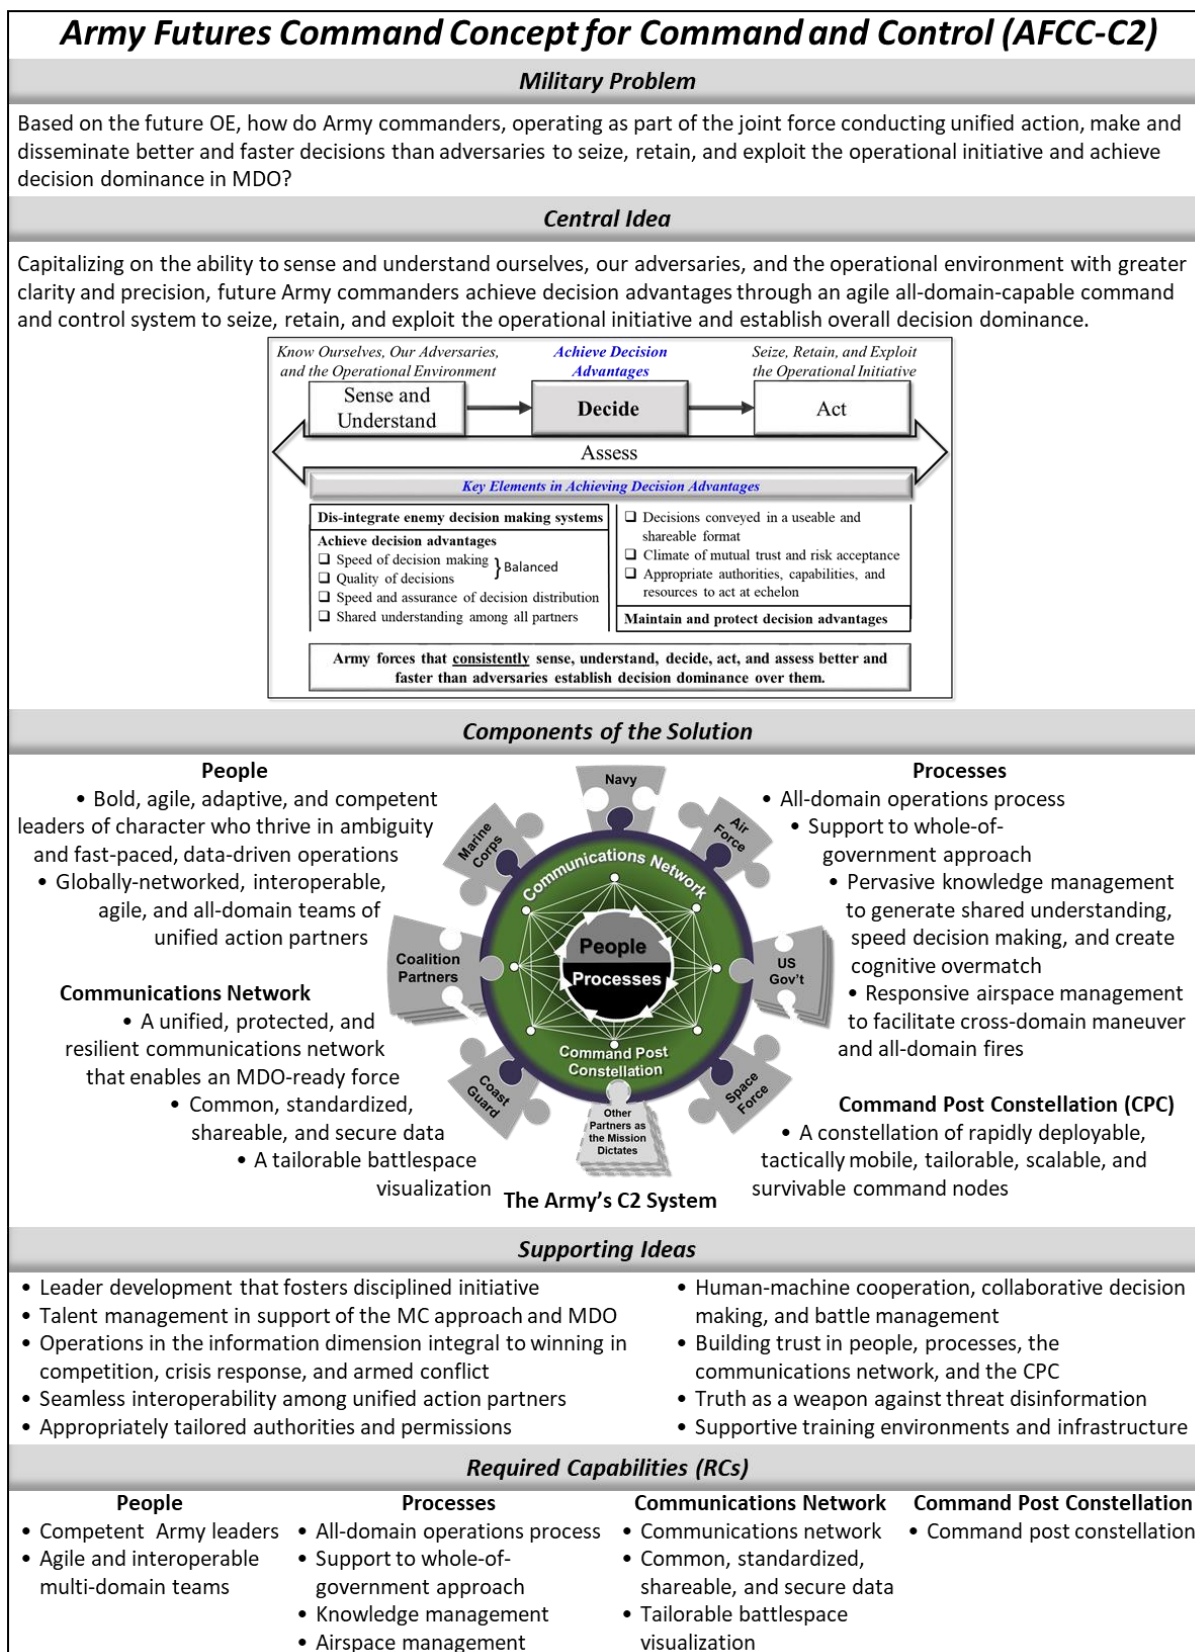 Army Futures Command Concept for Command and Control (AFCC-C2)
Military Problem
Based on the future OE, how do Army commanders, operating as part of the joint force conducting unified action, make and
disseminate better and faster decisions than adversaries to seize, retain, and exploit the operational initiative and achieve
decision dominance in MDO?
Central Idea
Capitalizing on the ability to sense and understand ourselves, our adversaries, and the operational environment with greater
clarity and precision, future Army commanders achieve decision advantages through an agile all-domain-capable command
and control system to seize, retain, and exploit the operational initiative and establish overall decision dominance.
Know Ourselves, Our Adversaries,
and the Operational Environment
Achieve Decision
Advantages
Seize, Retain, and Exploit
the Operational Initiative
Sense and
Understand
Decide
Act
Assess
Key Elements in Achieving Decision Advantages
Dis-integrate enemy decision making systems
Achieve decision advantages
❑ Speed of decision making
❑ Quality of decisions
} Balanced
❑ Speed and assurance of decision distribution
❑ Shared understanding among all partners
❑ Decisions conveyed in a useable and
shareable format
❑ Climate of mutual trust and risk acceptance
❑ Appropriate authorities, capabilities, and
resources to act at echelon
Maintain and protect decision advantages
Army forces that consistently sense, understand, decide, act, and assess better and
faster than adversaries establish decision dominance over them.
Components of the Solution
People
• Bold, agile, adaptive, and competent
leaders of character who thrive in ambiguity
and fast-paced, data-driven operations
• Globally-networked, interoperable,
agile, and all-domain teams of
unified action partners
Communications Network
• A unified, protected, and
resilient communications network
that enables an MDO-ready force
• Common, standardized,
shareable, and secure data
• A tailorable battlespace
visualization
Navy
Air
Force
US
Gov't
Space
Force
Other
Partners as
the Mission
Dictates
Coast
Guard
Coalition
Partners
Marine
Corps
Communications Network
People
Processes
Command Post
Constellation
The Army's C2 System
Processes
• All-domain operations process
• Support to whole-of-
government approach
• Pervasive knowledge management
to generate shared understanding,
speed decision making, and create
cognitive overmatch
• Responsive airspace management
to facilitate cross-domain maneuver
and all-domain fires
Command Post Constellation (CPC)
• A constellation of rapidly deployable,
tactically mobile, tailorable, scalable, and
survivable command nodes
Supporting Ideas
• Leader development that fosters disciplined initiative
• Talent management in support of the MC approach and MDO
• Operations in the information dimension integral to winning in
competition, crisis response, and armed conflict
• Seamless interoperability among unified action partners
• Appropriately tailored authorities and permissions
• Human-machine cooperation, collaborative decision
making, and battle management
• Building trust in people, processes, the
communications network, and the CPC
• Truth as a weapon against threat disinformation
• Supportive training environments and infrastructure
Required Capabilities (RCs)
People
• Competent Army leaders
• Agile and interoperable
multi-domain teams
Processes
• All-domain operations process
• Support to whole-of-
government approach
• Knowledge management
• Airspace management
Communications Network
• Communications network
• Common, standardized,
shareable, and secure data
• Tailorable battlespace
visualization
Command Post Constellation
• Command post constellation